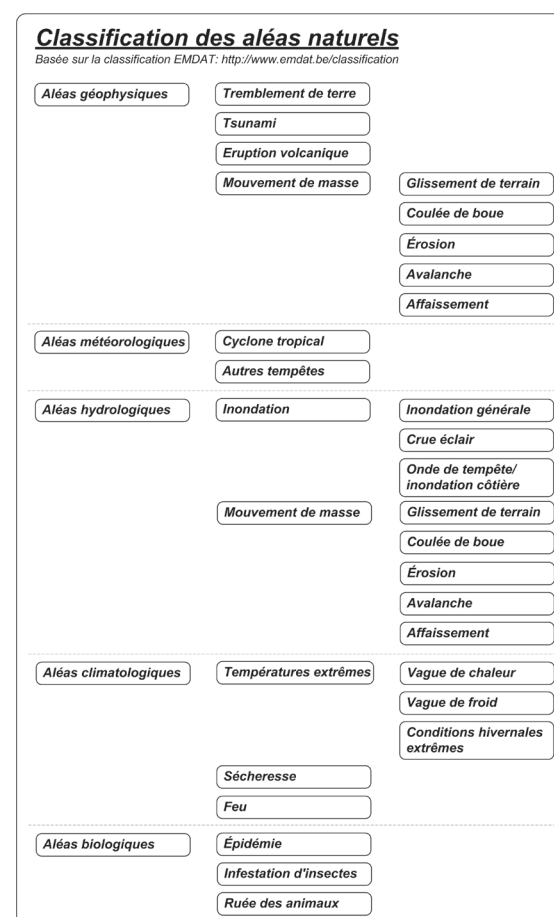 Classification des aléas naturels
Basée sur la classification EMDAT: http://www.emdat.be/classification
Aléas géophysiques
Tremblement de terre
Tsunami
Eruption volcanique
Mouvement de masse
Glissement de terrain
Coulée de boue
Érosion
Avalanche
Affaissement
Aléas météorologiques
Cyclone tropical
Autres tempêtes
Aléas hydrologiques
Inondation
Inondation générale
Crue éclair
Onde de tempête/
inondation côtière
Mouvement de masse
Glissement de terrain
Coulée de boue
Érosion
Avalanche
Affaissement
Aléas climatologiques
Températures extrêmes
Vague de chaleur
Vague de froid
Conditions hivernales
extrêmes
Sécheresse
Feu
Aléas biologiques
Épidémie
Infestation d'insectes
Ruée des animaux